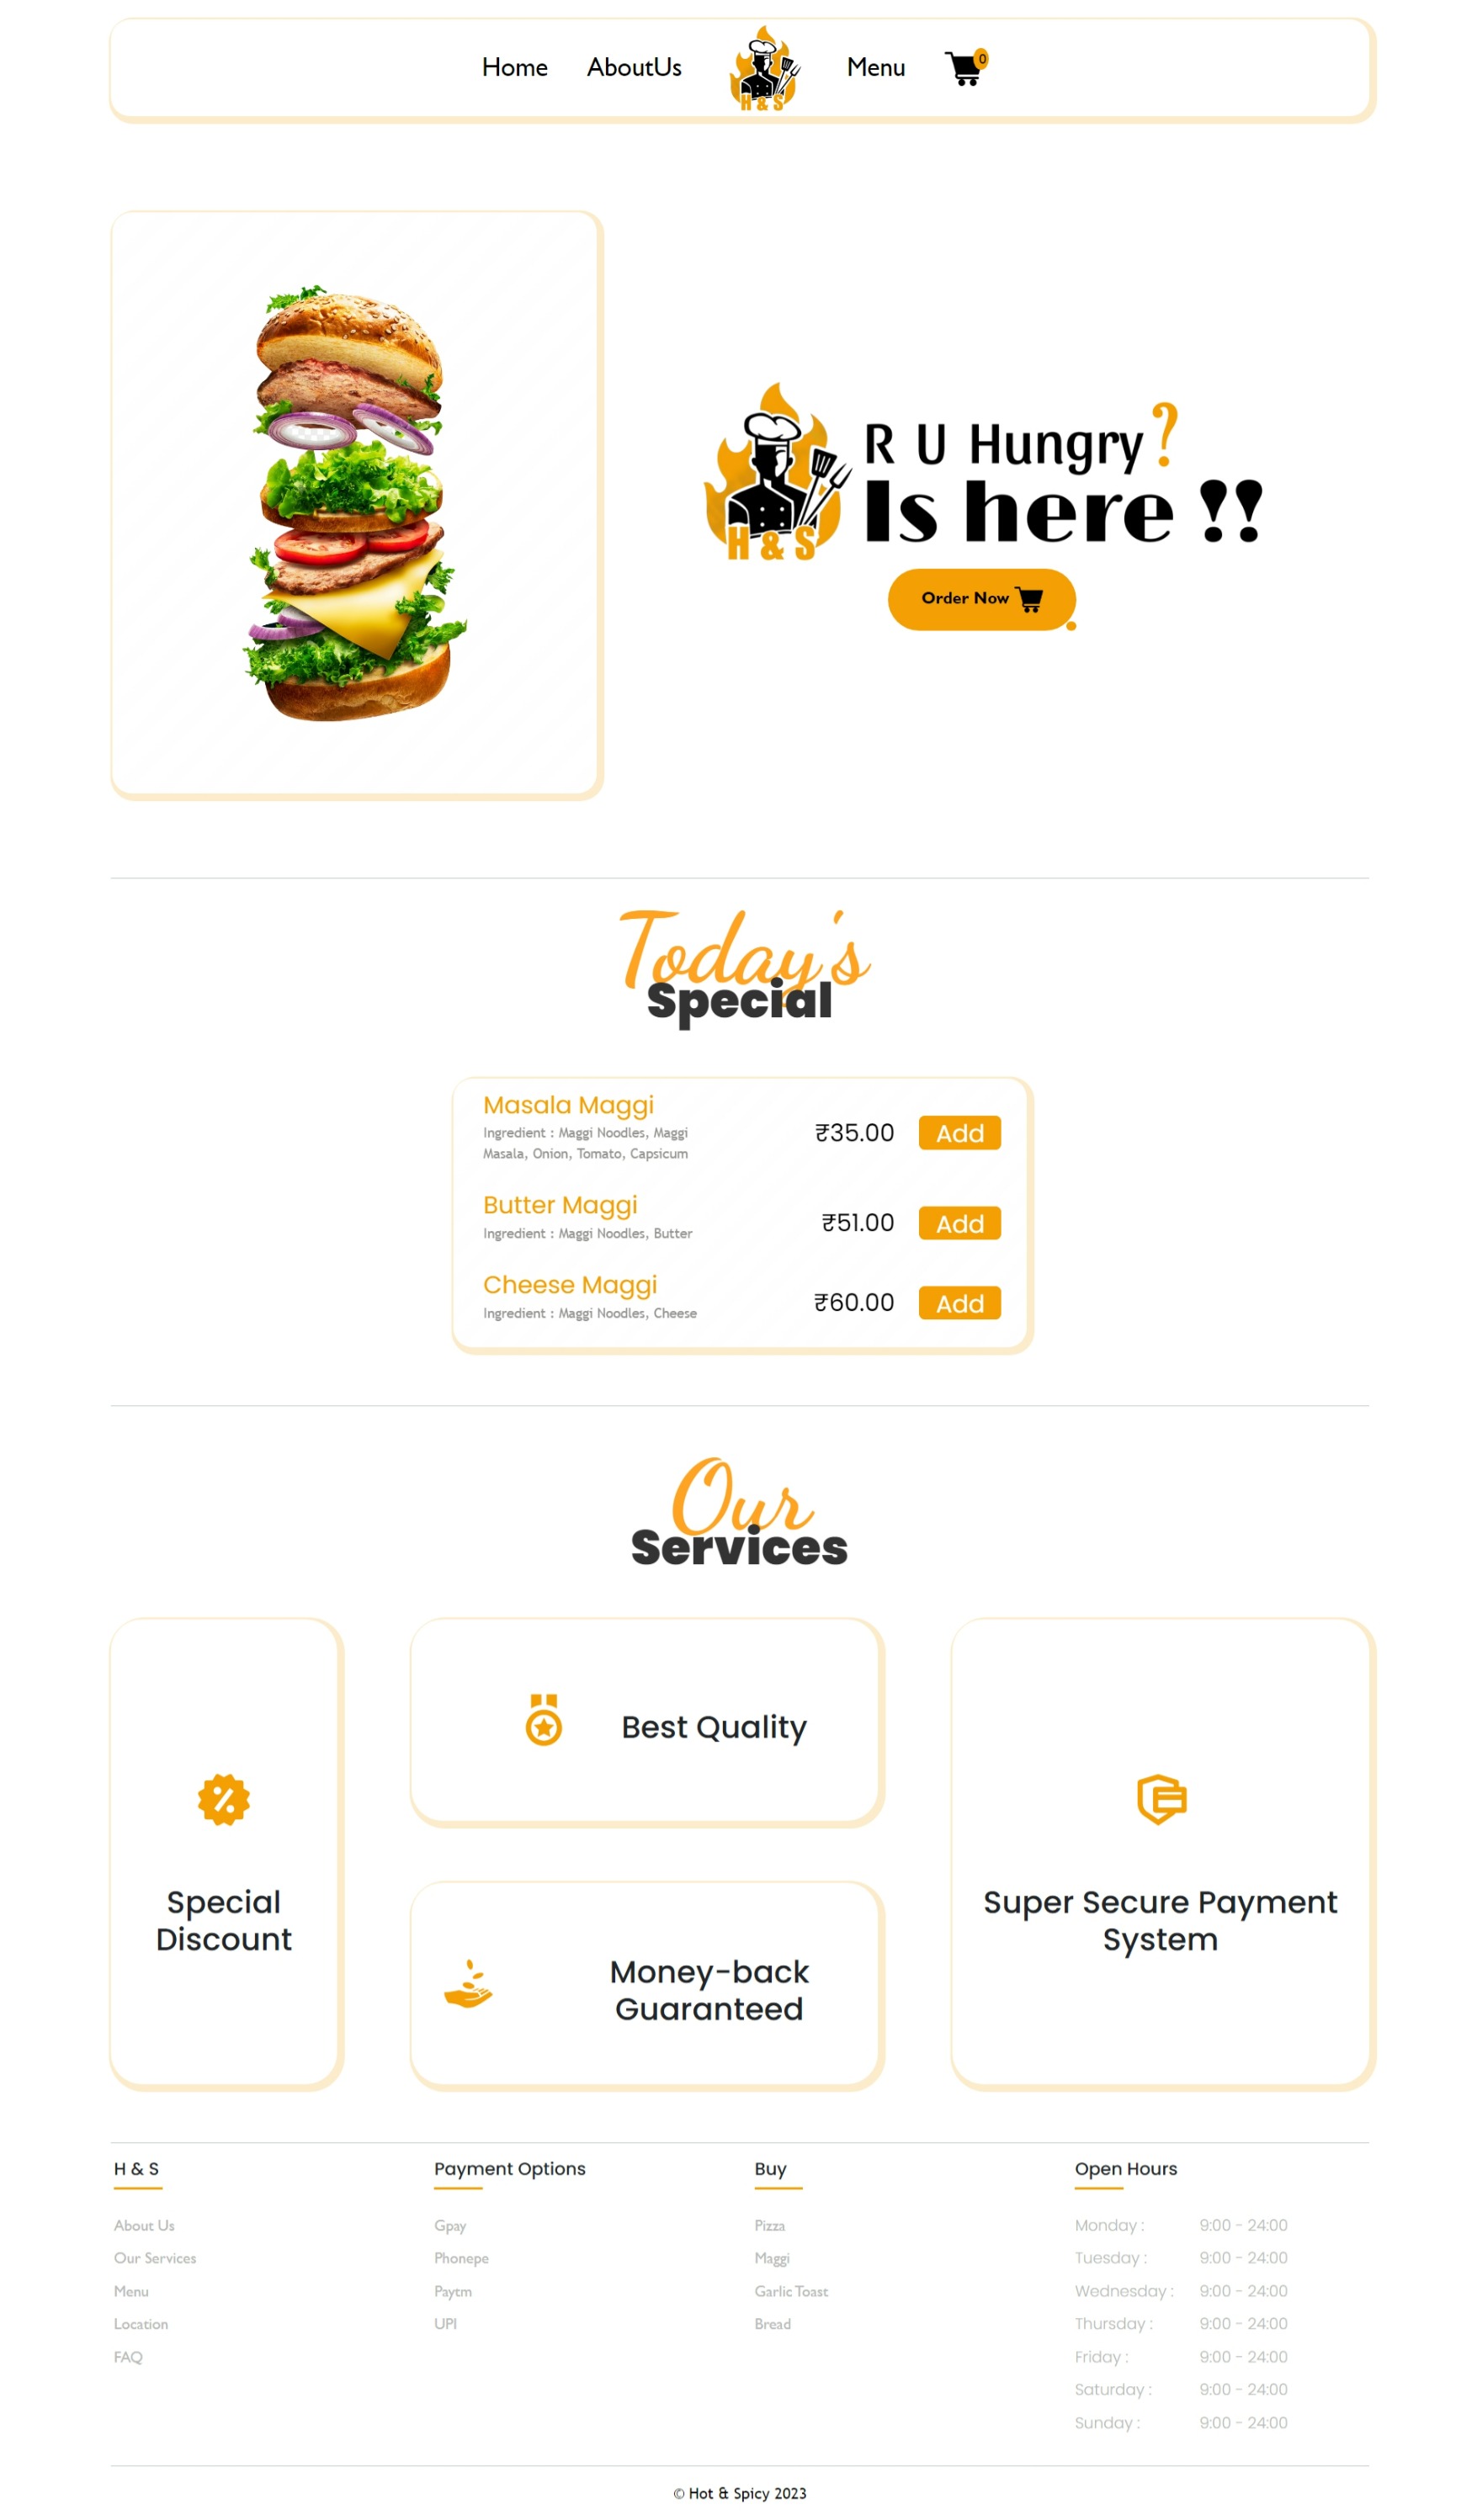 Home AboutUs H & S Menu 0
H & S
R U Hungry?
Is here !!
Order Now
Today's
Special
Masala Maggi
Ingredient : Maggi Noodles, Maggi
Masala, Onion, Tomato, Capsicum
₹35.00 Add
Butter Maggi
Ingredient : Maggi Noodles, Butter
₹51.00 Add
Cheese Maggi
Ingredient : Maggi Noodles, Cheese
₹60.00 Add
Our
Services
Special
Discount
Best Quality
Money-back
Guaranteed
Super Secure Payment
System
H & S
About Us
Our Services
Menu
Location
FAQ
Payment Options
Gpay
Phonepe
Paytm
UPI
Buy
Pizza
Maggi
Garlic Toast
Bread
Open Hours
Monday : 9:00 - 24:00
Tuesday : 9:00 - 24:00
Wednesday : 9:00 - 24:00
Thursday : 9:00 - 24:00
Friday : 9:00 - 24:00
Saturday : 9:00 - 24:00
Sunday : 9:00 - 24:00
© Hot & Spicy 2023